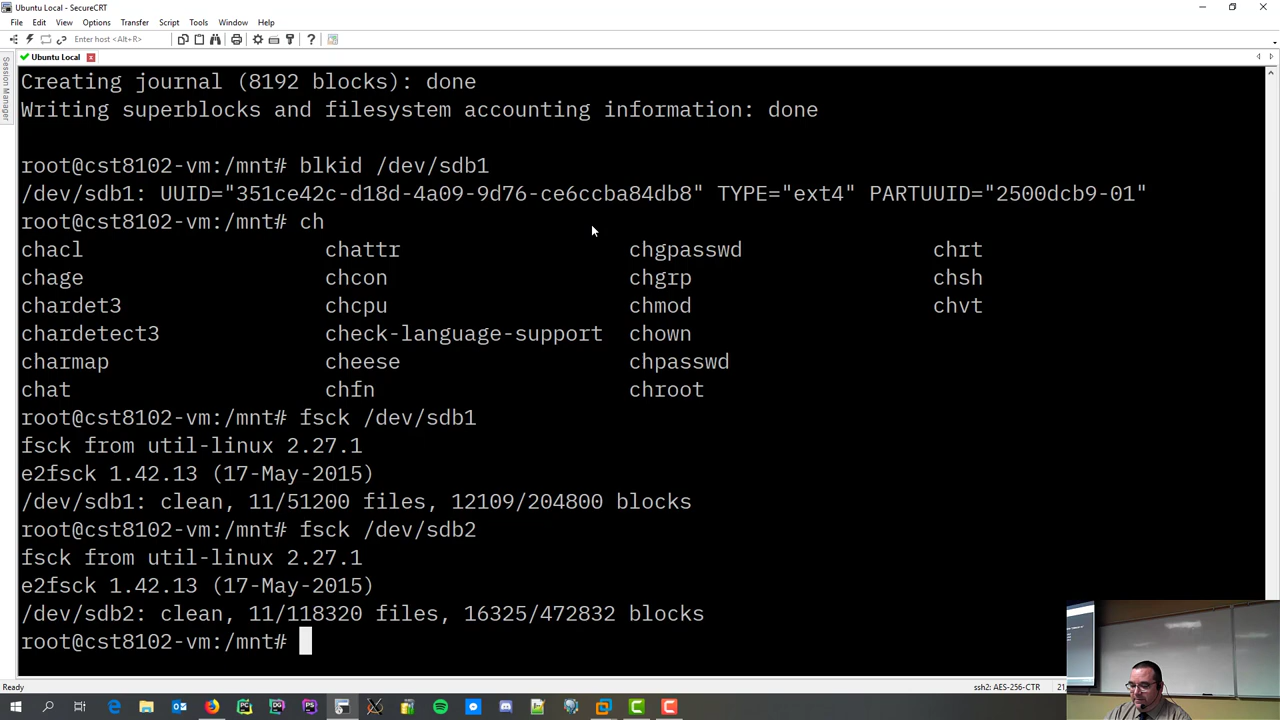 Ubuntu Local - SecureCRT
File Edit View Options Transfer Script Tools Window Help
Enter host <Alt+R>
Ubuntu Local
Session Manager
Creating journal (8192 blocks): done
Writing superblocks and filesystem accounting information: done
root@cst8102-vm:/mnt# blkid /dev/sdb1
/dev/sdb1: UUID="351ce42c-d18d-4a09-9d76-ce6ccba84db8" TYPE="ext4" PARTUUID="2500dcb9-01"
root@cst8102-vm:/mnt# ch
chacl chattr chgpasswd chrt
chage chcon chgrp chsh
chardet3 chcpu chmod chvt
chardetect3 check-language-support chown
charmap cheese chpasswd
chat chfn chroot
root@cst8102-vm:/mnt# fsck /dev/sdb1
fsck from util-linux 2.27.1
e2fsck 1.42.13 (17-May-2015)
/dev/sdb1: clean, 11/51200 files, 12109/204800 blocks
root@cst8102-vm:/mnt# fsck /dev/sdb2
fsck from util-linux 2.27.1
e2fsck 1.42.13 (17-May-2015)
/dev/sdb2: clean, 11/118320 files, 16325/472832 blocks
root@cst8102-vm:/mnt#
Ready
ssh2: AES-256-CTR